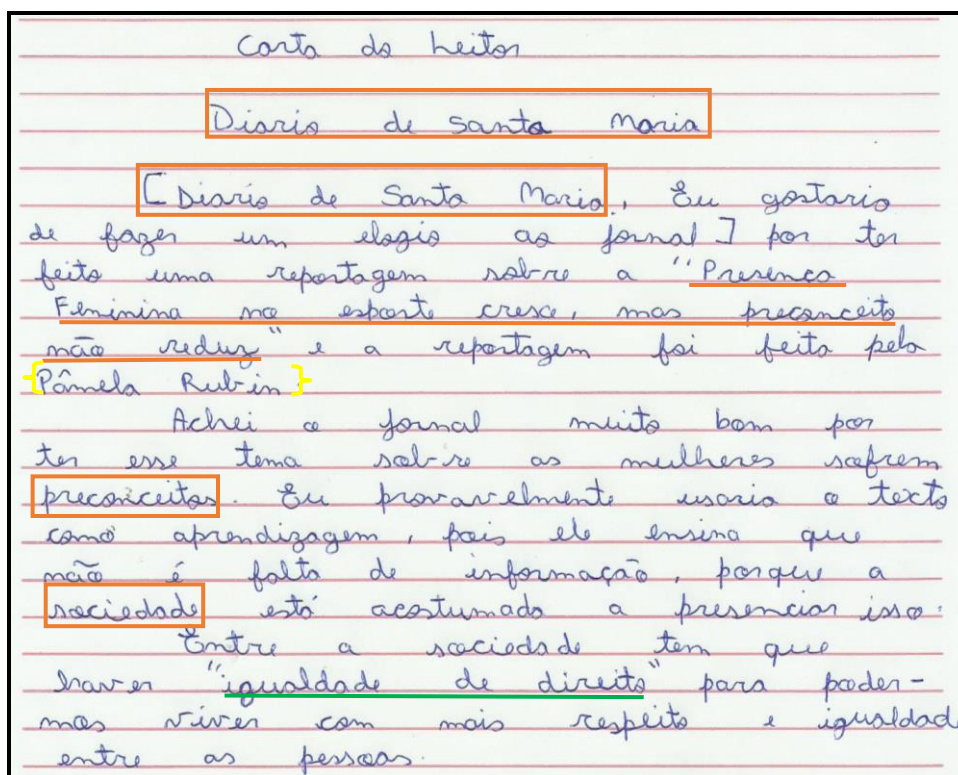 Carta do Leitor
Diario de Santa Maria
[Diario de Santa Maria, Eu gostaria
de fazer um elogio ao jornal] por ter
feito uma reportagem sobre a "Presença
Feminina no esporte cresce, mas preconceito
não reduz" e a reportagem foi feita pela
{Pâmela Rubin}
Achei o jornal muito bom por
ter esse tema sobre as mulheres sofrem
preconceitos. Eu provavelmente usaria o texto
como aprendizagem, pois ele ensina que
não é falta de informação, porque a
sociedade está acostumada a presenciar isso.
Entre a sociedade tem que
haver "igualdade de direito" para poder-
mos viver com mais respeito e igualdade
entre as pessoas.